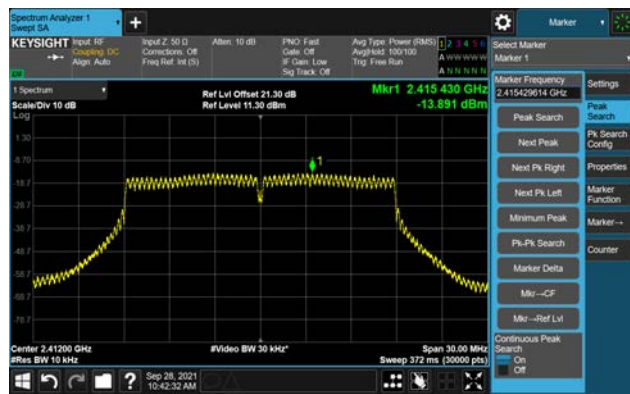 Spectrum Analyzer 1
Swept SA
Marker
KEYSIGHT
Input: RF
Coupling: DC
Align: Auto
Input Z: 50 Ω
Corrections: Off
Freq Ref: Int (S)
Atten: 10 dB
PNO: Fast
Gate: Off
IF Gain: Low
Sig Track: Off
Avg Type: Power (RMS)
Avg|Hold: 100/100
Trig: Free Run
1 2 3 4 5 6
A W W W W W
A N N N N N
Select Marker
Marker 1
1 Spectrum
Scale/Div 10 dB
Log
Ref Lvl Offset 21.30 dB
Ref Level 11.30 dBm
Mkr1 2.415 430 GHz
-13.891 dBm
1.30
-8.70
-18.7
-28.7
-38.7
-48.7
-58.7
-68.7
-78.7
1
Center 2.41200 GHz
#Res BW 10 kHz
#Video BW 30 kHz*
Span 30.00 MHz
Sweep 372 ms (30000 pts)
Marker Frequency
2.415429614 GHz
Peak Search
Next Peak
Next Pk Right
Next Pk Left
Minimum Peak
Pk-Pk Search
Marker Delta
Mkr→CF
Mkr→Ref Lvl
Continuous Peak
Search
On
Off
Settings
Peak
Search
Pk Search
Config
Properties
Marker
Function
Marker→
Counter
?
Sep 28, 2021
10:42:32 AM